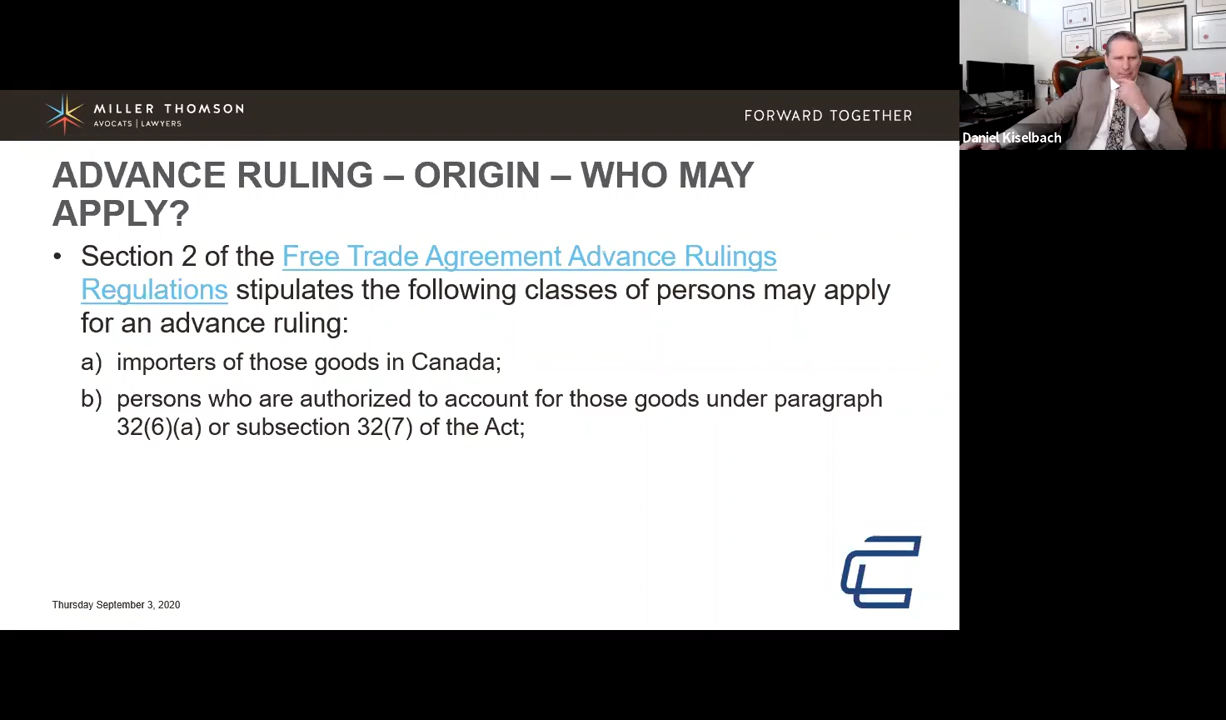 MILLER THOMSON
AVOCATS | LAWYERS
FORWARD TOGETHER
Daniel Kiselbach
ADVANCE RULING – ORIGIN – WHO MAY
APPLY?
• Section 2 of the Free Trade Agreement Advance Rulings
Regulations stipulates the following classes of persons may apply
for an advance ruling:
a) importers of those goods in Canada;
b) persons who are authorized to account for those goods under paragraph
32(6)(a) or subsection 32(7) of the Act;
Thursday September 3, 2020